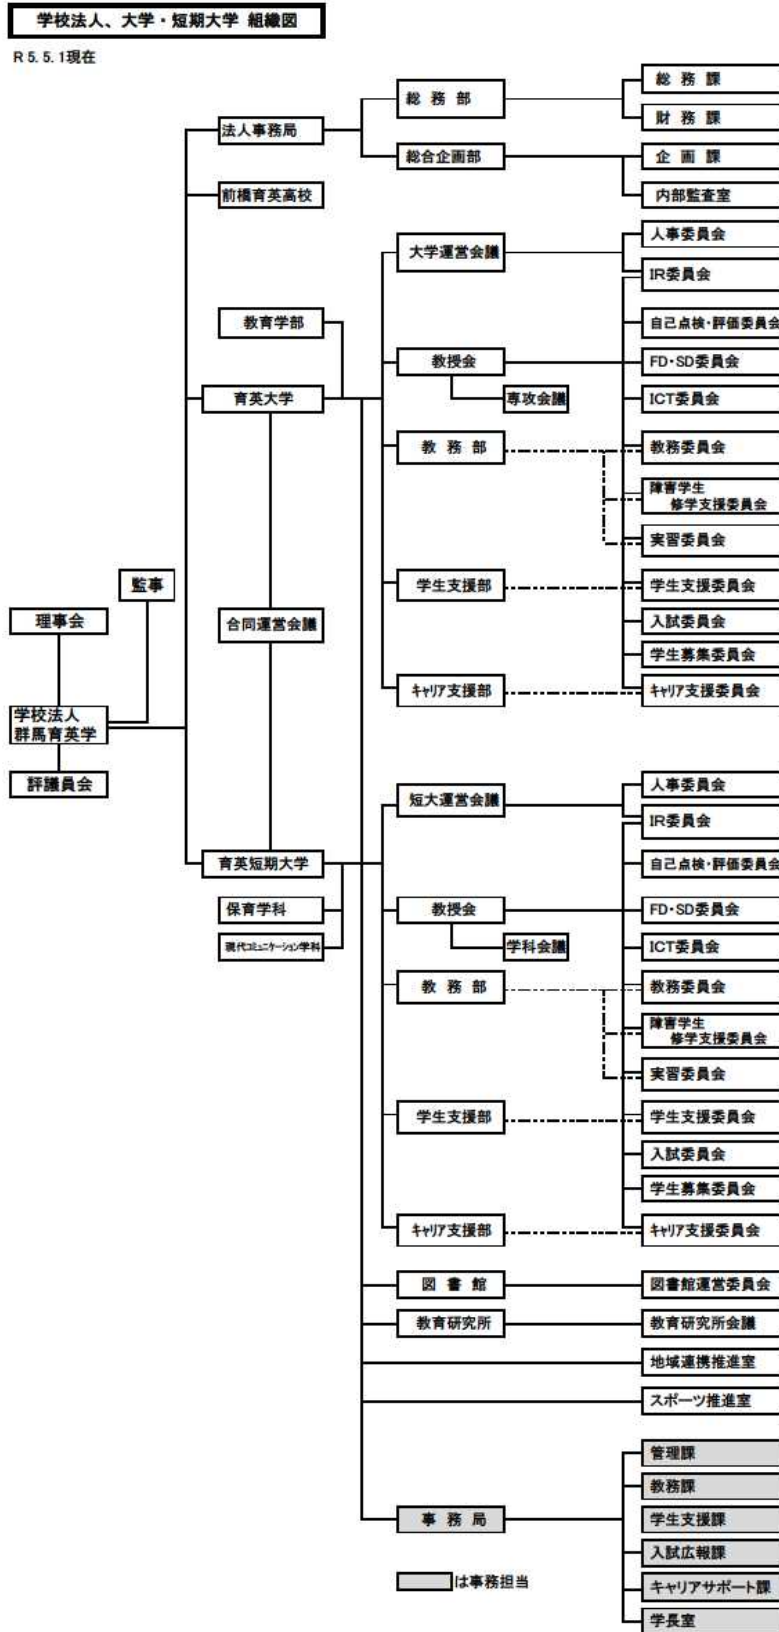 学校法人、大学・短期大学 組織図
R 5. 5. 1現在
総 務 課
総 務 部
財 務 課
法人事務局
総合企画部
企 画 課
前橋育英高校
内部監査室
人事委員会
大学運営会議
IR委員会
教育学部
自己点検・評価委員会
教授会
FD・SD委員会
育英大学
専攻会議
ICT委員会
教 務 部
教務委員会
障害学生
修学支援委員会
実習委員会
監事
学生支援部
学生支援委員会
理事会
合同運営会議
入試委員会
学生募集委員会
キャリア支援部
キャリア支援委員会
学校法人
群馬育英学
評議員会
人事委員会
短大運営会議
IR委員会
育英短期大学
自己点検・評価委員会
保育学科
教授会
FD・SD委員会
現代コミュニケーション学科
学科会議
ICT委員会
教 務 部
教務委員会
障害学生
修学支援委員会
実習委員会
学生支援部
学生支援委員会
入試委員会
学生募集委員会
キャリア支援部
キャリア支援委員会
図 書 館
図書館運営委員会
教育研究所
教育研究所会議
地域連携推進室
スポーツ推進室
管理課
教務課
事 務 局
学生支援課
入試広報課
は事務担当
キャリアサポート課
学長室